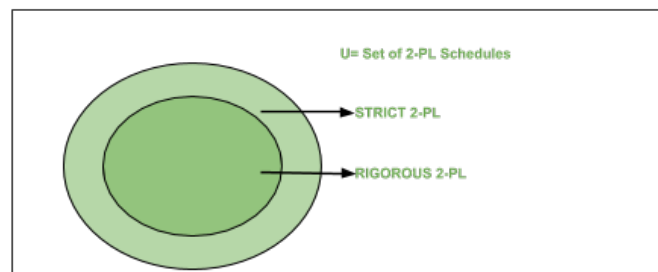 U= Set of 2-PL Schedules
STRICT 2-PL
RIGOROUS 2-PL